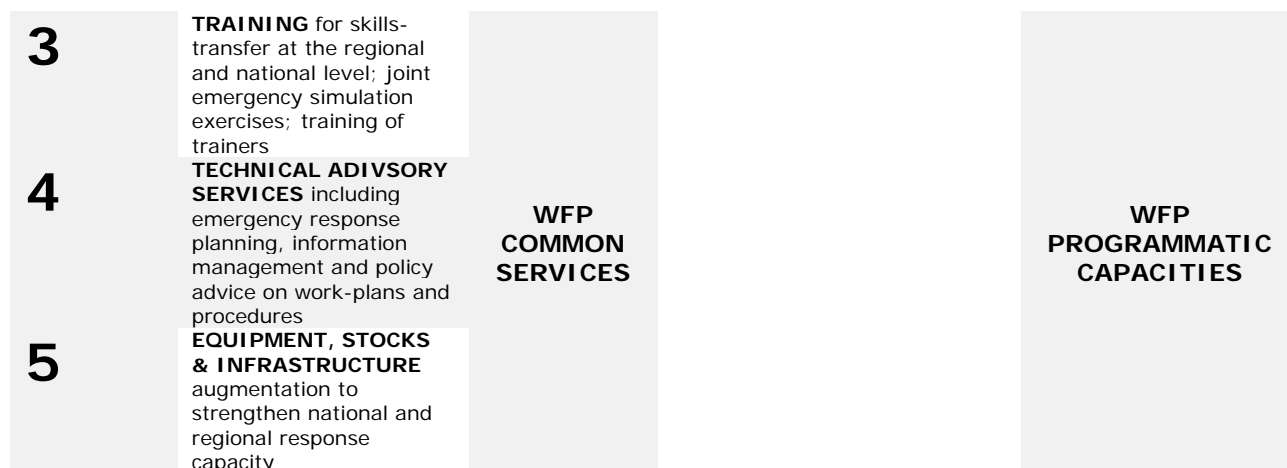 3
TRAINING for skills-
transfer at the regional
and national level; joint
emergency simulation
exercises; training of
trainers
4
TECHNICAL ADIVSORY
SERVICES including
emergency response
planning, information
management and policy
advice on work-plans and
procedures
5
EQUIPMENT, STOCKS
& INFRASTRUCTURE
augmentation to
strengthen national and
regional response
capacity
WFP
COMMON
SERVICES
WFP
PROGRAMMATIC
CAPACITIES